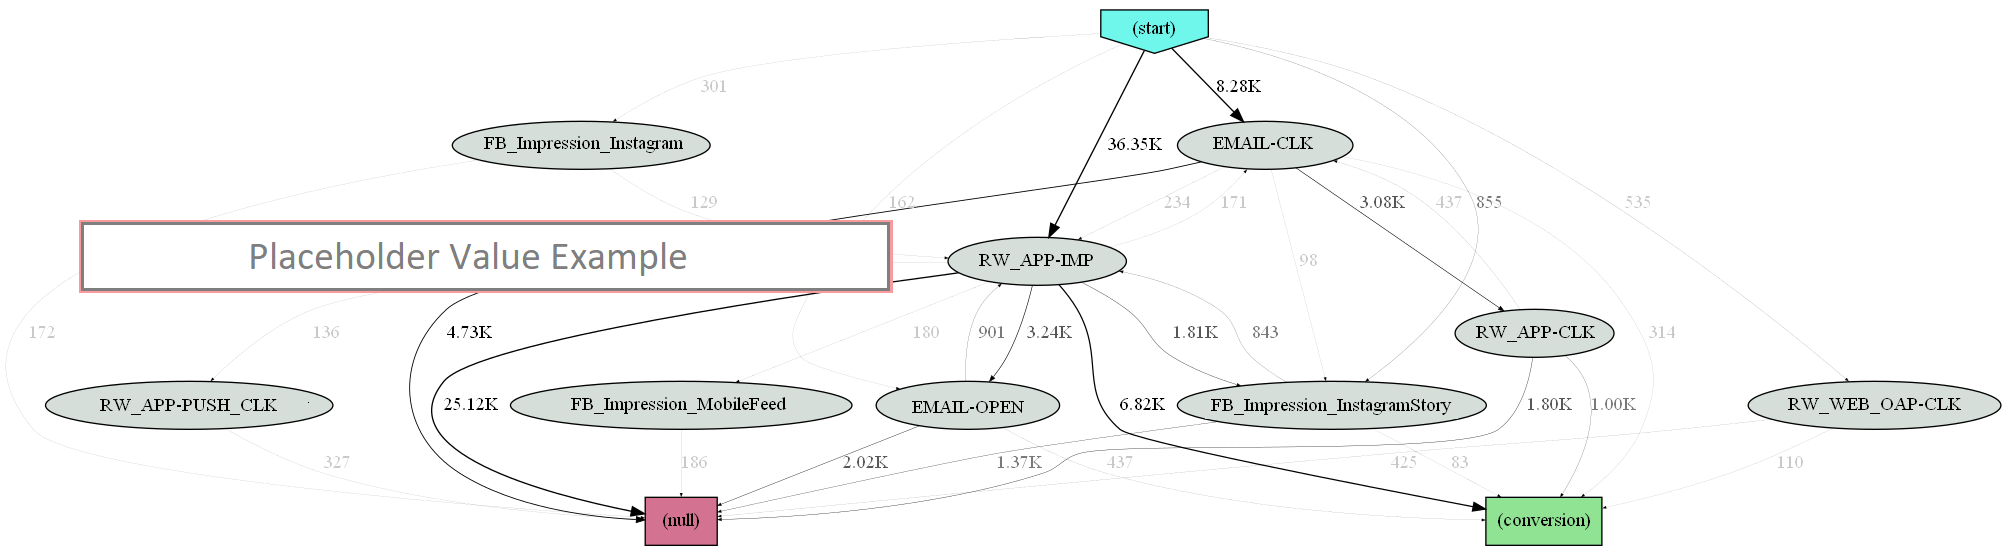 (start)
301
8.28K
FB_Impression_Instagram
36.35K
EMAIL-CLK
129
162
234
171
3.08K
437
855
535
Placeholder Value Example
RW_APP-IMP
98
172
136
4.73K
180
901
3.24K
1.81K
843
RW_APP-CLK
314
RW_APP-PUSH_CLK
25.12K
FB_Impression_MobileFeed
EMAIL-OPEN
6.82K
FB_Impression_InstagramStory
1.80K
1.00K
RW_WEB_OAP-CLK
327
186
2.02K
1.37K
437
425
83
110
(null)
(conversion)